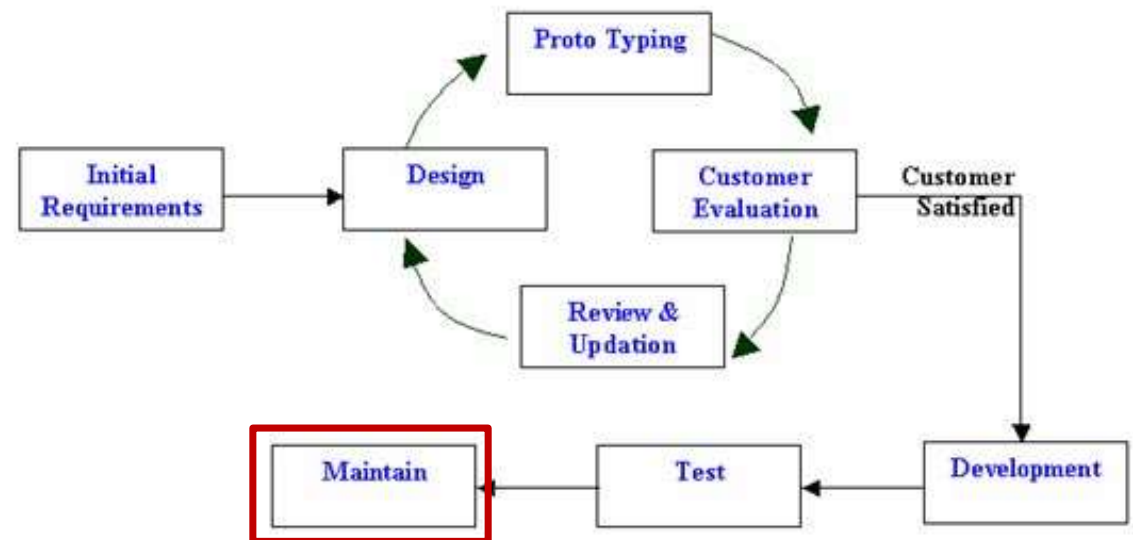 Proto Typing
Initial
Requirements
Design
Customer
Evaluation
Customer
Satisfied
Review &
Updation
Maintain
Test
Development